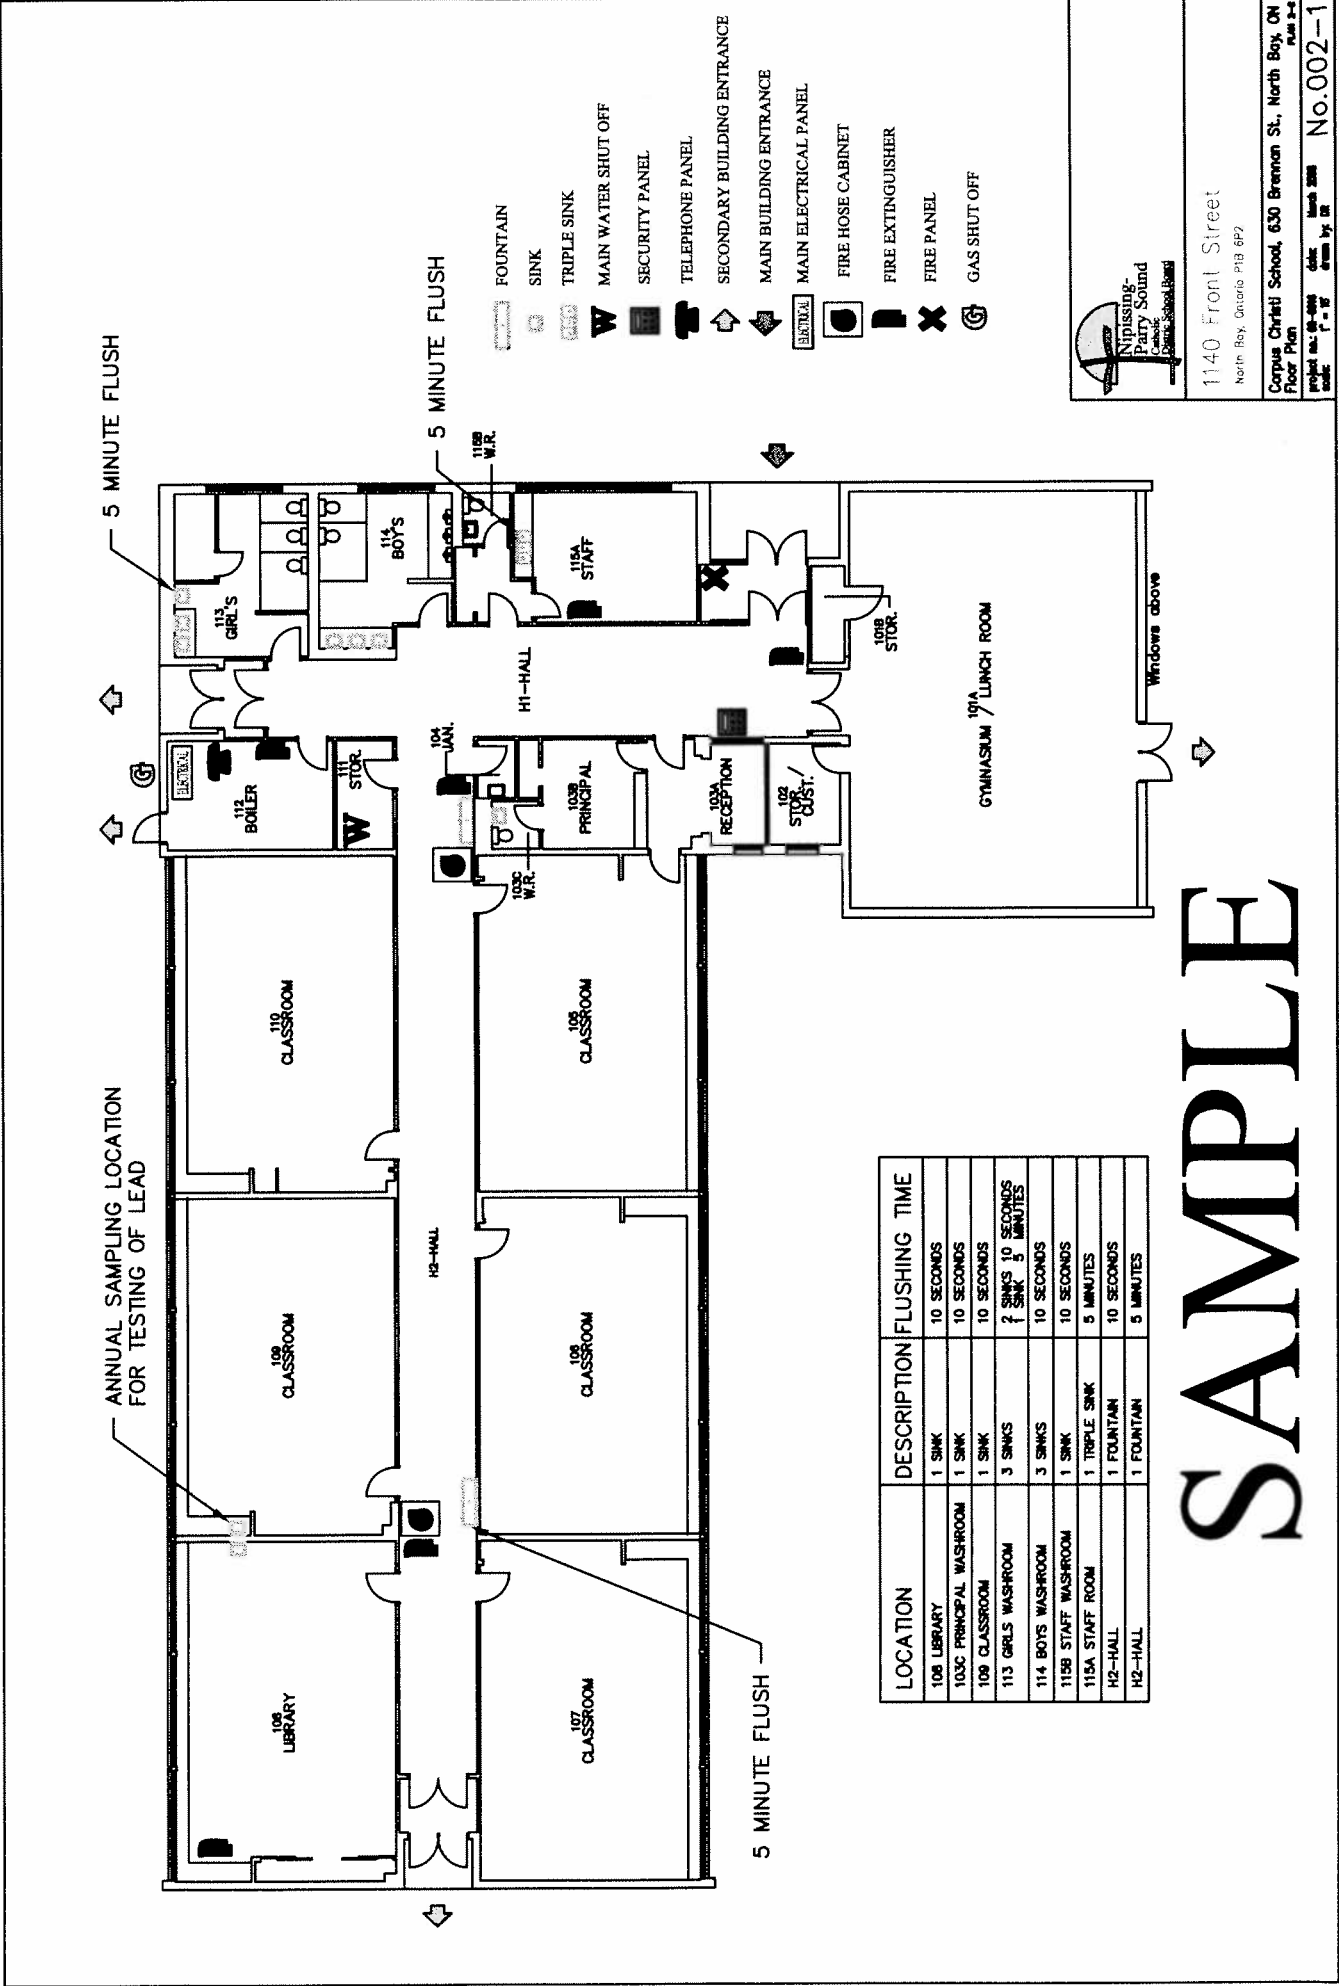 ANNUAL SAMPLING LOCATION
FOR TESTING OF LEAD
5 MINUTE FLUSH
108
LIBRARY
109
CLASSROOM
110
CLASSROOM
112
BOILER
ELECTRICAL
G
111
STOR.
W
113
GIRL'S
114
BOY'S
5 MINUTE FLUSH
115B
W.R.
115A
STAFF
H2-HALL
H1-HALL
104
JAN.
103C
W.R.
103B
PRINCIPAL
103A
RECEPTION
102
STOR./
CUST.
101B
STOR.
101A
GYMNASIUM / LUNCH ROOM
Windows above
107
CLASSROOM
106
CLASSROOM
105
CLASSROOM
5 MINUTE FLUSH
FOUNTAIN
SINK
TRIPLE SINK
W MAIN WATER SHUT OFF
SECURITY PANEL
TELEPHONE PANEL
SECONDARY BUILDING ENTRANCE
MAIN BUILDING ENTRANCE
ELECTRICAL MAIN ELECTRICAL PANEL
FIRE HOSE CABINET
FIRE EXTINGUISHER
FIRE PANEL
G GAS SHUT OFF
LOCATION DESCRIPTION FLUSHING TIME
108 LIBRARY 1 SINK 10 SECONDS
103C PRINCIPAL WASHROOM 1 SINK 10 SECONDS
109 CLASSROOM 1 SINK 10 SECONDS
113 GIRLS WASHROOM 3 SINKS 2 SINKS 10 SECONDS
1 SINK 5 MINUTES
114 BOYS WASHROOM 3 SINKS 10 SECONDS
115B STAFF WASHROOM 1 SINK 10 SECONDS
115A STAFF ROOM 1 TRIPLE SINK 5 MINUTES
H2-HALL 1 FOUNTAIN 10 SECONDS
H2-HALL 1 FOUNTAIN 5 MINUTES
SAMPLE
Nipissing-
Parry Sound
Catholic
District School Board
1140 Front Street
North Bay, Ontario P1B 6P2
Corpus Christi School, 630 Brennan St., North Bay, ON
Floor Plan
project no.: date: March
scale: drawn by: DR
No.002-1